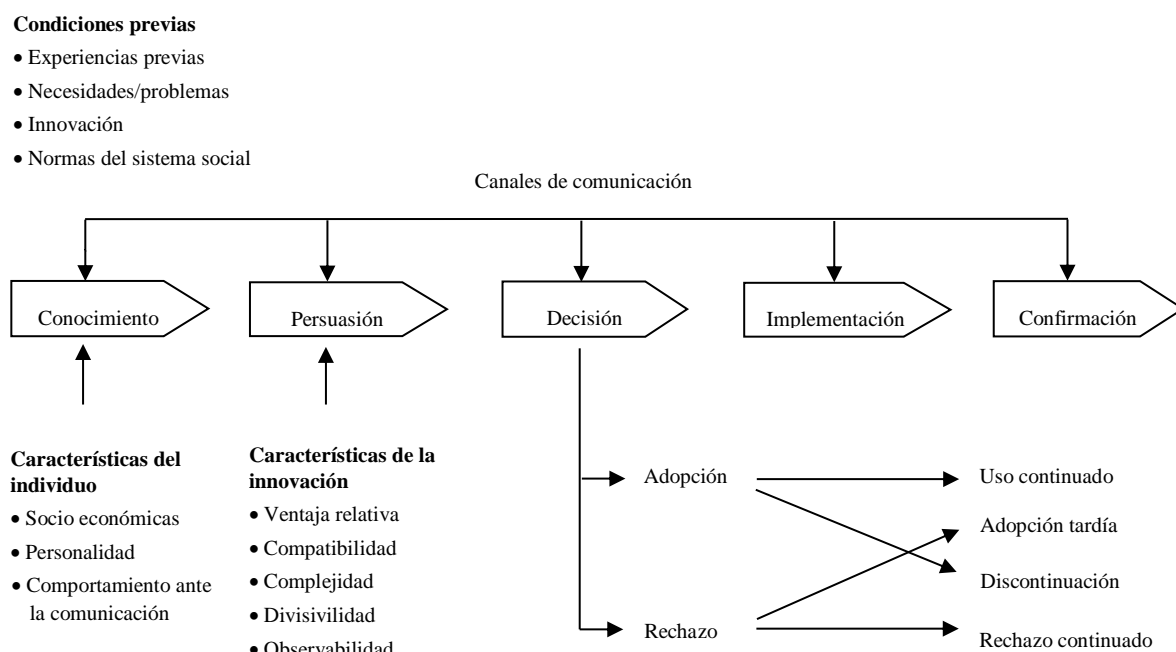 Condiciones previas
• Experiencias previas
• Necesidades/problemas
• Innovación
• Normas del sistema social
Canales de comunicación
Conocimiento
Persuasión
Decisión
Implementación
Confirmación
Características del
individuo
• Socio económicas
• Personalidad
• Comportamiento ante
la comunicación
Características de la
innovación
• Ventaja relativa
• Compatibilidad
• Complejidad
• Divisivilidad
• Observabilidad
Adopción
Rechazo
Uso continuado
Adopción tardía
Discontinuación
Rechazo continuado